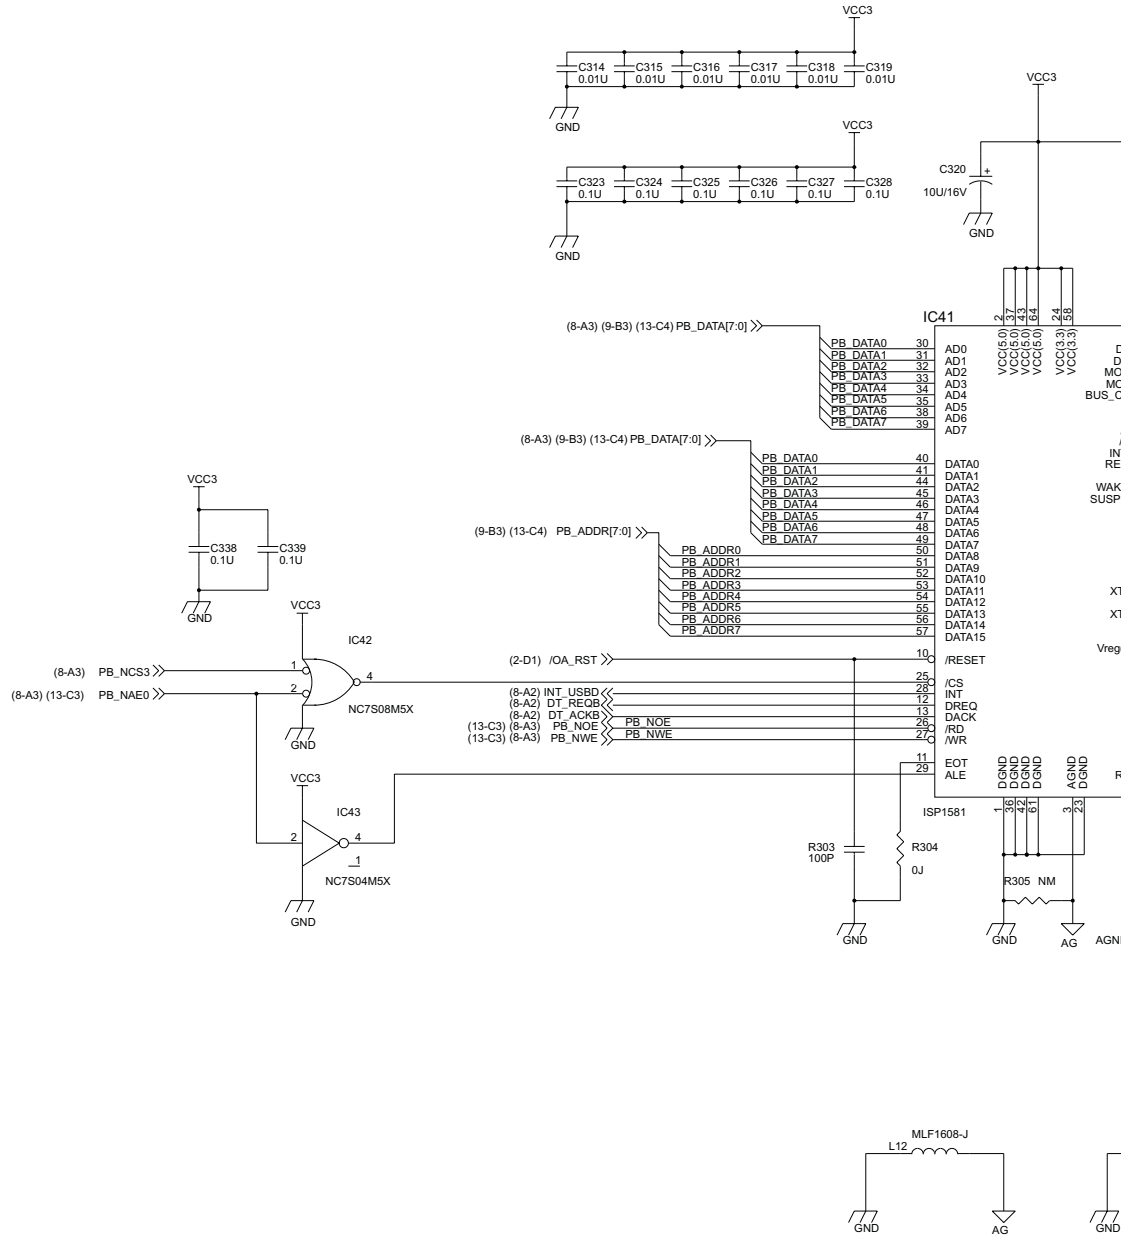 VCC3
C314 C315 C316 C317 C318 C319
0.01U 0.01U 0.01U 0.01U 0.01U 0.01U
GND
VCC3
VCC3
C323 C324 C325 C326 C327 C328
0.1U 0.1U 0.1U 0.1U 0.1U 0.1U
GND
C320
+
10U/16V
GND
2 37 43 64 24 58
IC41
VCC(5.0) VCC(5.0) VCC(5.0) VCC(5.0) VCC(3.3) VCC(3.3)
(8-A3) (9-B3) (13-C4) PB_DATA[7:0]
PB_DATA0 30 AD0
PB_DATA1 31 AD1
PB_DATA2 32 AD2
PB_DATA3 33 AD3
PB_DATA4 34 AD4
PB_DATA5 35 AD5
PB_DATA6 38 AD6
PB_DATA7 39 AD7
D
D
MO
MO
BUS_C
(8-A3) (9-B3) (13-C4) PB_DATA[7:0]
PB_DATA0 40 DATA0
PB_DATA1 41 DATA1
PB_DATA2 44 DATA2
PB_DATA3 45 DATA3
PB_DATA4 46 DATA4
PB_DATA5 47 DATA5
PB_DATA6 48 DATA6
PB_DATA7 49 DATA7
IN
RE
WAK
SUSP
(9-B3) (13-C4) PB_ADDR[7:0]
PB_ADDR0 50 DATA8
PB_ADDR1 51 DATA9
PB_ADDR2 52 DATA10
PB_ADDR3 53 DATA11
PB_ADDR4 54 DATA12
PB_ADDR5 55 DATA13
PB_ADDR6 56 DATA14
PB_ADDR7 57 DATA15
XT
XT
Vreg
VCC3
C338 C339
0.1U 0.1U
GND
VCC3
IC42
(8-A3) PB_NCS3 1
4
(8-A3) (13-C3) PB_NAE0 2
NC7S08M5X
GND
(2-D1) /OA_RST 10 /RESET
25 /CS
(8-A2) INT_USBD 28 INT
(8-A2) DT_REQB 12 DREQ
(8-A2) DT_ACKB 13 DACK
(13-C3) (8-A3) PB_NOE PB_NOE 26 /RD
(13-C3) (8-A3) PB_NWE PB_NWE 27 /WR
11 EOT
29 ALE
R
DGND DGND DGND DGND AGND DGND
ISP1581
1 36 42 61 3 23
VCC3
IC43
2 4
1
NC7S04M5X
GND
R303
100P
R304
0J
GND
R305 NM
GND
AG
AGN
MLF1608-J
L12
GND
AG
GND